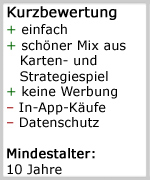 Kurzbewertung
+ einfach
+ schöner Mix aus
Karten- und
Strategiespiel
+ keine Werbung
– In-App-Käufe
– Datenschutz
Mindestalter:
10 Jahre